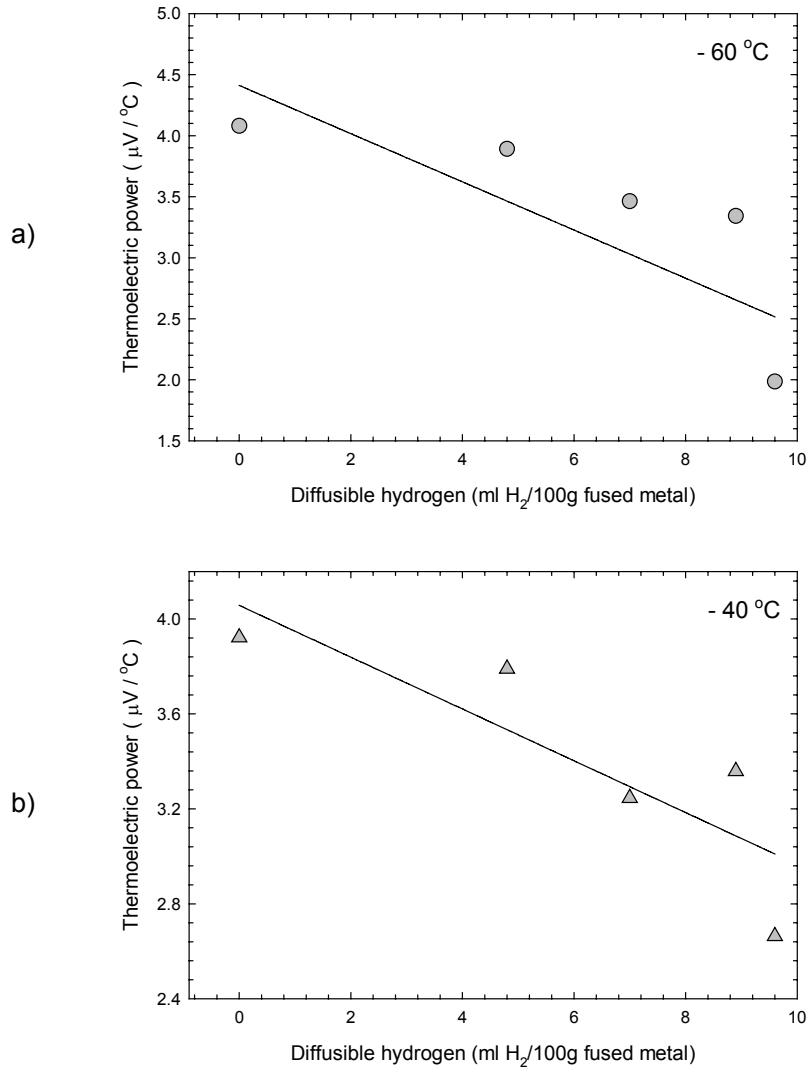 a)
- 60 °C
Thermoelectric power ( μV / °C )
5.0
4.5
4.0
3.5
3.0
2.5
2.0
1.5
0 2 4 6 8 10
Diffusible hydrogen (ml H₂/100g fused metal)
b)
- 40 °C
Thermoelectric power ( μV / °C )
4.0
3.6
3.2
2.8
2.4
0 2 4 6 8 10
Diffusible hydrogen (ml H₂/100g fused metal)